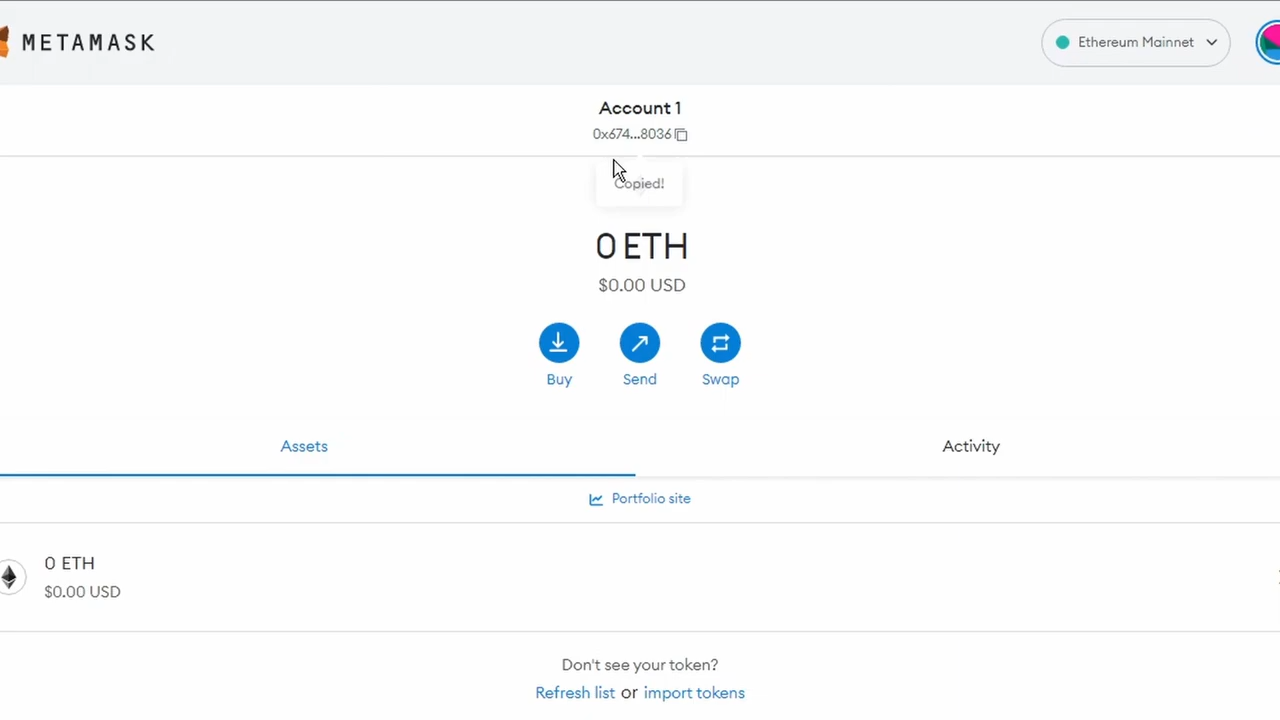 METAMASK
Ethereum Mainnet
Account 1
0x674...8036
Copied!
0 ETH
$0.00 USD
Buy
Send
Swap
Assets
Activity
Portfolio site
0 ETH
$0.00 USD
Don't see your token?
Refresh list or import tokens